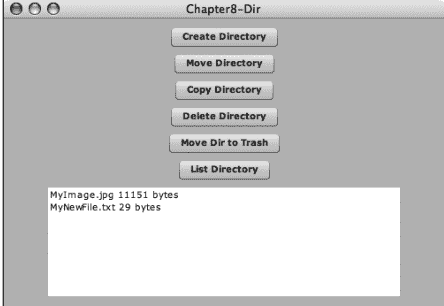 Chapter8-Dir
Create Directory
Move Directory
Copy Directory
Delete Directory
Move Dir to Trash
List Directory
MyImage.jpg 11151 bytes
MyNewFile.txt 29 bytes